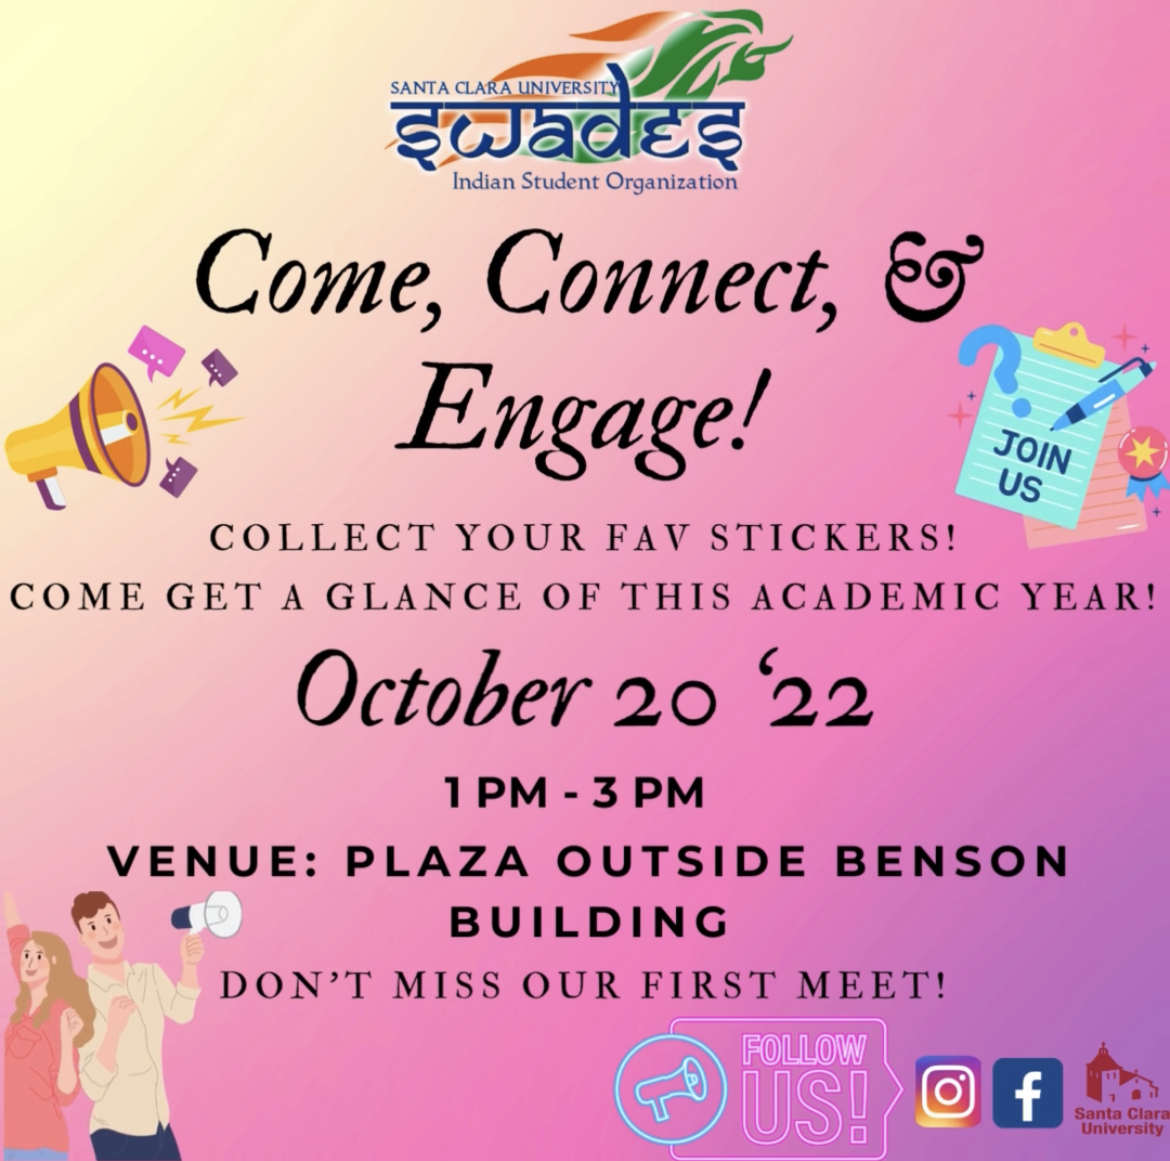 SANTA CLARA UNIVERSITY
swades
Indian Student Organization
Come, Connect, &
Engage!
JOIN
US
COLLECT YOUR FAV STICKERS!
COME GET A GLANCE OF THIS ACADEMIC YEAR!
October 20 ‘22
1 PM - 3 PM
VENUE: PLAZA OUTSIDE BENSON
BUILDING
DON’T MISS OUR FIRST MEET!
FOLLOW
US!
Santa Clara
University